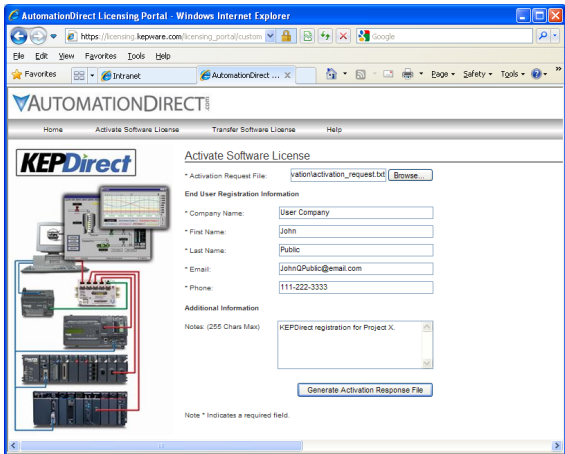 AutomationDirect Licensing Portal - Windows Internet Explorer
https://licensing.kepware.com/licensing_portal/custom
Google
File Edit View Favorites Tools Help
Favorites Intranet AutomationDirect ... Page Safety Tools
VAUTOMATIONDIRECT
Home Activate Software License Transfer Software License Help
KEPDirect
Activate Software License
* Activation Request File: vation\activation_request.txt Browse...
End User Registration Information
* Company Name: User Company
* First Name: John
* Last Name: Public
* Email: JohnQPublic@email.com
* Phone: 111-222-3333
Additional Information
Notes: (255 Chars Max) KEPDirect registration for Project X.
Generate Activation Response File
Note * Indicates a required field.